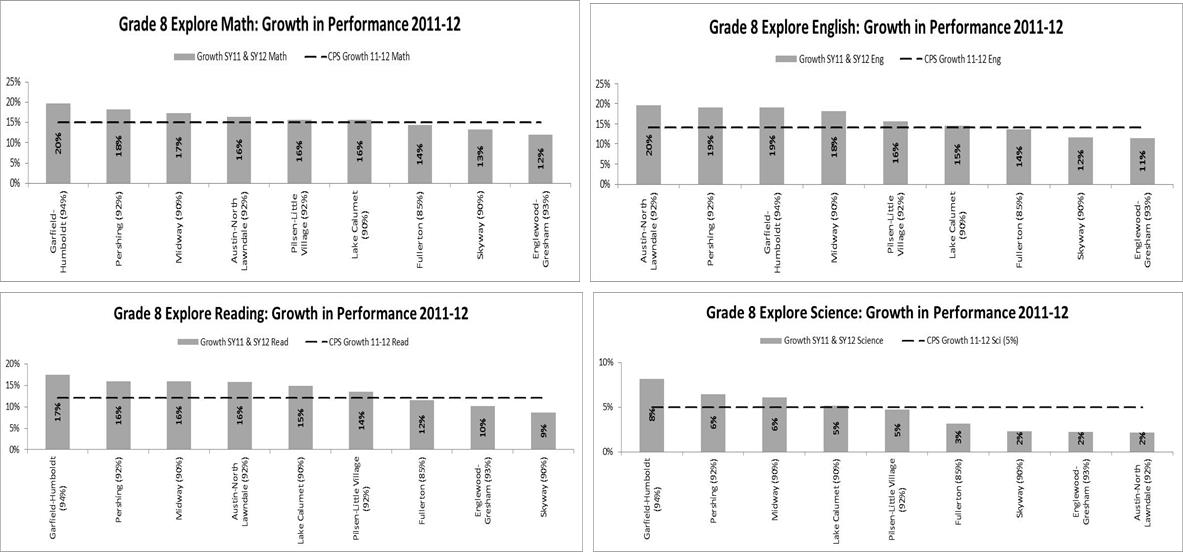 Grade 8 Explore Math: Growth in Performance 2011-12
Growth SY11 & SY12 Math
CPS Growth 11-12 Math
25%
20%
15%
10%
5%
0%
20%
18%
17%
16%
16%
16%
14%
13%
12%
Garfield-
Humboldt (94%)
Pershing (92%)
Midway (90%)
Austin-North
Lawndale (92%)
Pilsen-Little
Village (92%)
Lake Calumet
(90%)
Fullerton (85%)
Skyway (90%)
Englewood-
Gresham (93%)
Grade 8 Explore English: Growth in Performance 2011-12
Growth SY11 & SY12 Eng
CPS Growth 11-12 Eng
25%
20%
15%
10%
5%
0%
20%
19%
19%
18%
16%
15%
14%
12%
11%
Austin-North
Lawndale (92%)
Pershing (92%)
Garfield-
Humboldt (94%)
Midway (90%)
Pilsen-Little
Village (92%)
Lake Calumet
(90%)
Fullerton (85%)
Skyway (90%)
Englewood-
Gresham (93%)
Grade 8 Explore Reading: Growth in Performance 2011-12
Growth SY11 & SY12 Read
CPS Growth 11-12 Read
20%
15%
10%
5%
0%
17%
16%
16%
16%
15%
14%
12%
10%
9%
Garfield-Humboldt
(94%)
Pershing (92%)
Midway (90%)
Austin-North
Lawndale (92%)
Lake Calumet (90%)
Pilsen-Little Village
(92%)
Fullerton (85%)
Englewood-
Gresham (93%)
Skyway (90%)
Grade 8 Explore Science: Growth in Performance 2011-12
Growth SY11 & SY12 Science
CPS Growth 11-12 Sci (5%)
10%
5%
0%
8%
6%
6%
5%
5%
3%
2%
2%
2%
Garfield-Humboldt
(94%)
Pershing (92%)
Midway (90%)
Lake Calumet (90%)
Pilsen-Little Village
(92%)
Fullerton (85%)
Skyway (90%)
Englewood-
Gresham (93%)
Austin-North
Lawndale (92%)